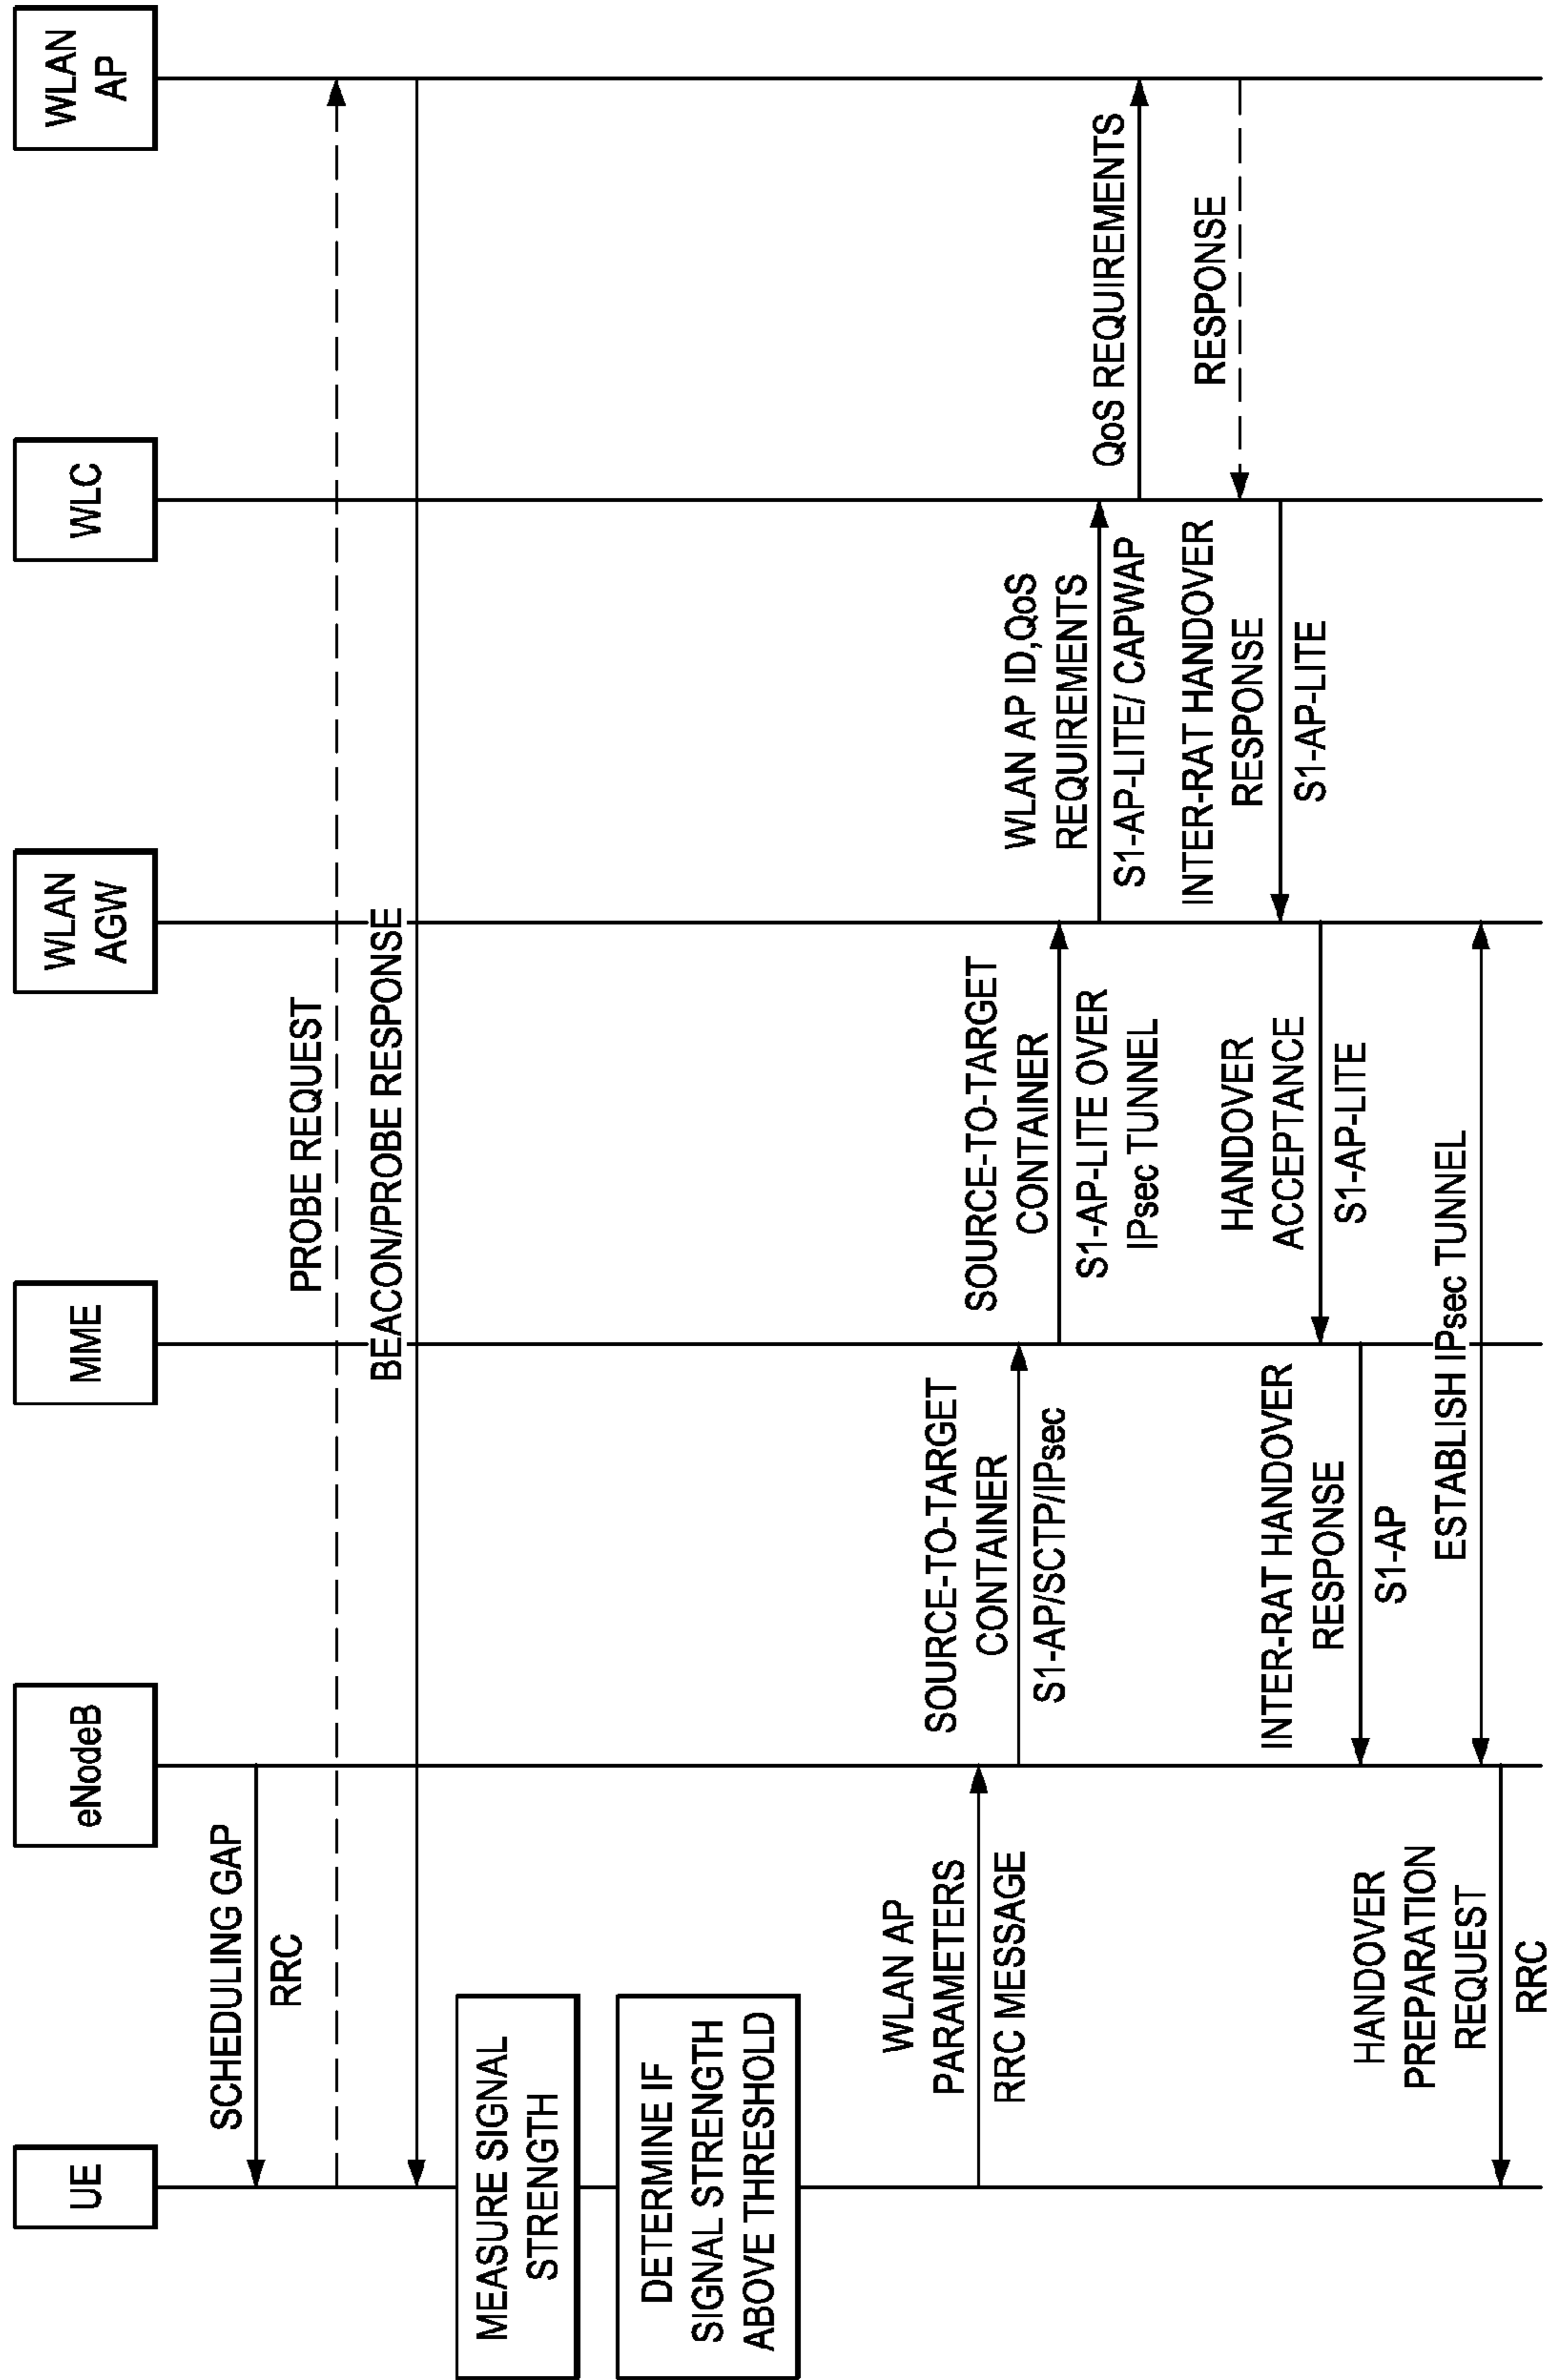 UE
eNodeB
MME
WLAN
AGW
WLC
WLAN
AP
SCHEDULING GAP
RRC
PROBE REQUEST
BEACON/PROBE RESPONSE
MEASURE SIGNAL
STRENGTH
DETERMINE IF
SIGNAL STRENGTH
ABOVE THRESHOLD
WLAN AP
PARAMETERS
RRC MESSAGE
SOURCE-TO-TARGET
CONTAINER
S1-AP/SCTP/IPsec
SOURCE-TO-TARGET
CONTAINER
S1-AP-LITE OVER
IPsec TUNNEL
WLAN AP ID,QoS
REQUIREMENTS
S1-AP-LITE/ CAPWAP
QoS REQUIREMENTS
RESPONSE
INTER-RAT HANDOVER
RESPONSE
S1-AP-LITE
HANDOVER
ACCEPTANCE
S1-AP-LITE
INTER-RAT HANDOVER
RESPONSE
S1-AP
ESTABLISH IPsec TUNNEL
HANDOVER
PREPARATION
REQUEST
RRC